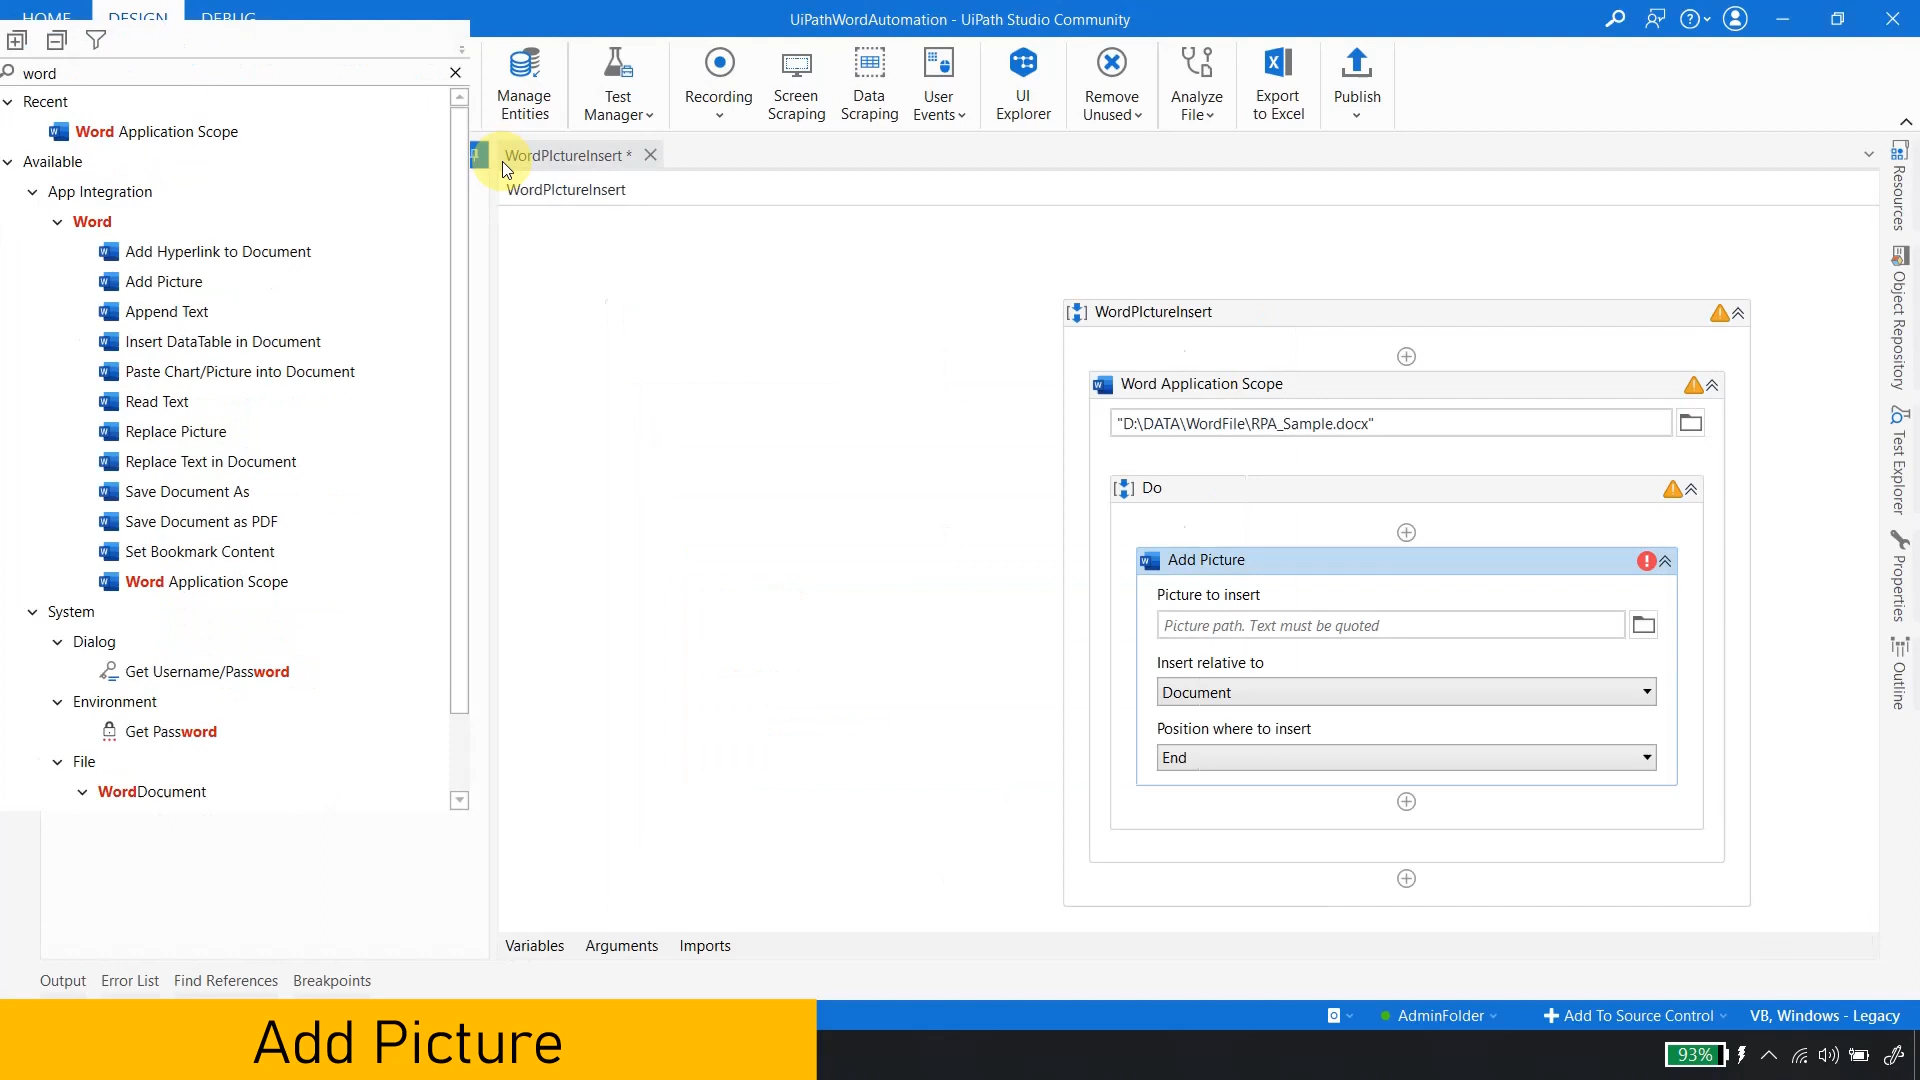 HOME
DESIGN
DEBUG
UiPathWordAutomation - UiPath Studio Community
word
Recent
Word Application Scope
Available
App Integration
Word
Add Hyperlink to Document
Add Picture
Append Text
Insert DataTable in Document
Paste Chart/Picture into Document
Read Text
Replace Picture
Replace Text in Document
Save Document As
Save Document as PDF
Set Bookmark Content
Word Application Scope
System
Dialog
Get Username/Password
Environment
Get Password
File
WordDocument
Manage
Entities
Test
Manager
Recording
Screen
Scraping
Data
Scraping
User
Events
UI
Explorer
Remove
Unused
Analyze
File
Export
to Excel
Publish
WordPIctureInsert *
WordPIctureInsert
WordPIctureInsert
Word Application Scope
"D:\DATA\WordFile\RPA_Sample.docx"
Do
Add Picture
Picture to insert
Picture path. Text must be quoted
Insert relative to
Document
Position where to insert
End
Resources
Object Repository
Test Explorer
Properties
Outline
Variables
Arguments
Imports
Output
Error List
Find References
Breakpoints
AdminFolder
Add To Source Control
VB, Windows - Legacy
Add Picture
93%